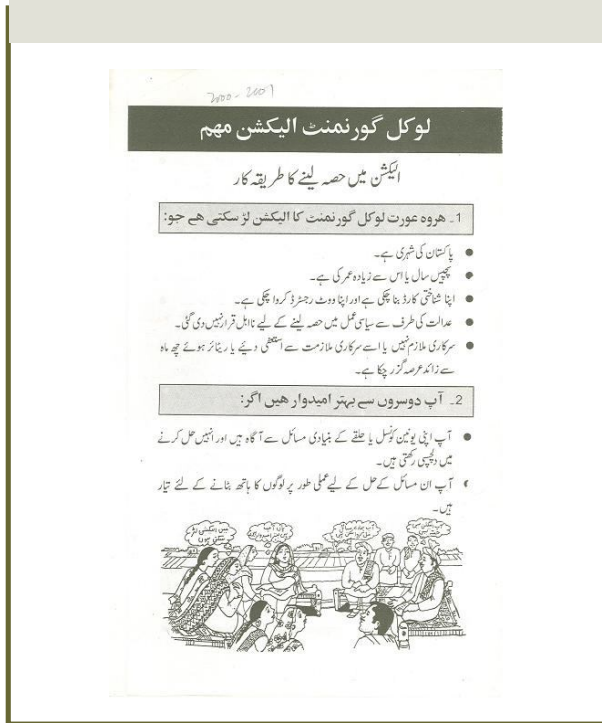 2000 - 2001
لوکل گورنمنٹ الیکشن مهم
الیکشن میں حصہ لینے کا طریقہ کار
1۔ هر وہ عورت لوکل گورنمنٹ کا الیکشن لڑ سکتی هے جو:
● پاکستان کی شہری ہے۔
● پچیس سال یا اس سے زیادہ عمر کی ہے۔
● اپنا شناختی کارڈ بنا چکی ہے اور اپنا ووٹ رجسٹرڈ کروا چکی ہے۔
● عدالت کی طرف سے سیاسی عمل میں حصہ لینے کے لیے نااہل قرار نہیں دی گئی۔
● سرکاری ملازم نہیں یا اسے سرکاری ملازمت سے استعفی دیئے یا ریٹائر ہوئے چھ ماہ
سے زائد عرصہ گزر چکا ہے۔
2۔ آپ دوسروں سے بہتر امیدوار هیں اگر:
● آپ اپنی یونین کونسل یا حلقے کے بنیادی مسائل سے آگاہ ہیں اور انہیں حل کرنے
میں دلچسپی رکھتی ہیں۔
● آپ ان مسائل کے حل کے لیے عملی طور پر لوگوں کا ہاتھ بٹانے کے لئے تیار
ہیں۔